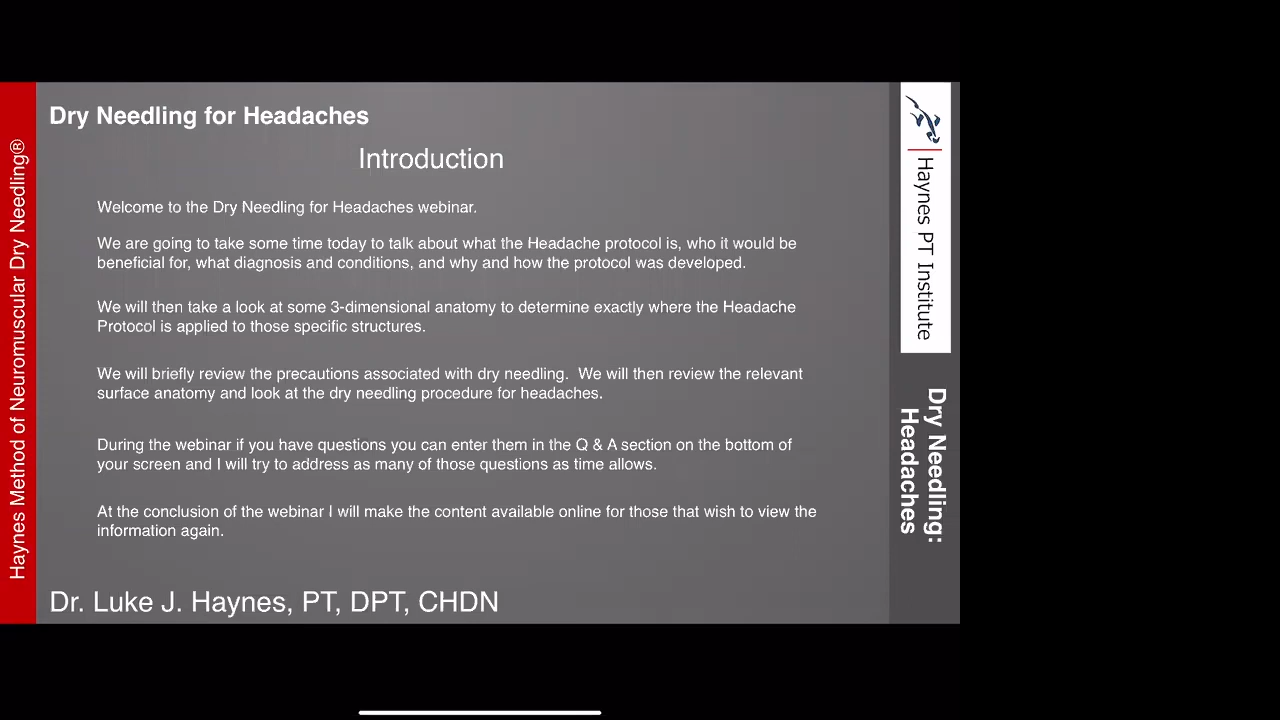 Haynes Method of Neuromuscular Dry Needling®
Dry Needling for Headaches
Introduction
Welcome to the Dry Needling for Headaches webinar.
We are going to take some time today to talk about what the Headache protocol is, who it would be
beneficial for, what diagnosis and conditions, and why and how the protocol was developed.
We will then take a look at some 3-dimensional anatomy to determine exactly where the Headache
Protocol is applied to those specific structures.
We will briefly review the precautions associated with dry needling.  We will then review the relevant
surface anatomy and look at the dry needling procedure for headaches.
During the webinar if you have questions you can enter them in the Q & A section on the bottom of
your screen and I will try to address as many of those questions as time allows.
At the conclusion of the webinar I will make the content available online for those that wish to view the
information again.
Dr. Luke J. Haynes, PT, DPT, CHDN
Haynes PT Institute
Dry Needling:
Headaches